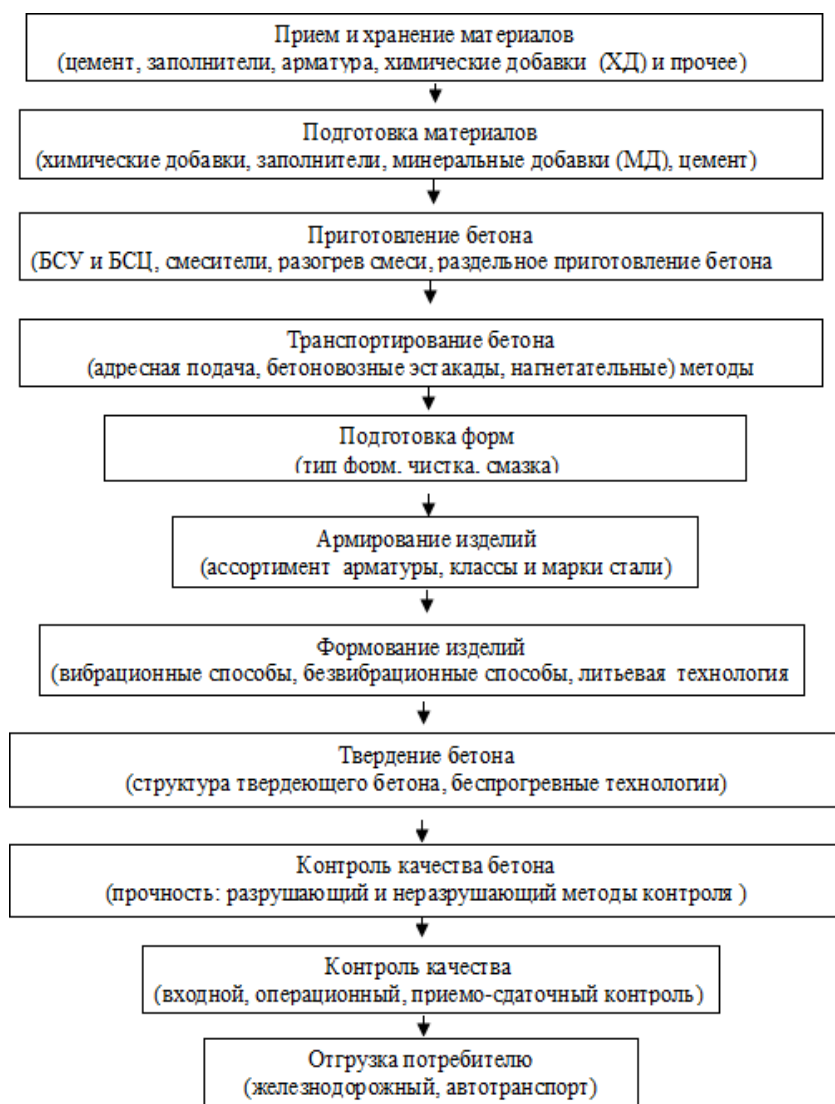 Прием и хранение материалов
(цемент, заполнители, арматура, химические добавки (ХД) и прочее)
Подготовка материалов
(химические добавки, заполнители, минеральные добавки (МД), цемент)
Приготовление бетона
(БСУ и БСЦ, смесители, разогрев смеси, раздельное приготовление бетона
Транспортирование бетона
(адресная подача, бетоновозные эстакады, нагнетательные) методы
Подготовка форм
(тип форм, чистка, смазка)
Армирование изделий
(ассортимент арматуры, классы и марки стали)
Формование изделий
(вибрационные способы, безвибрационные способы, литьевая технология
Твердение бетона
(структура твердеющего бетона, беспрогревные технологии)
Контроль качества бетона
(прочность: разрушающий и неразрушающий методы контроля )
Контроль качества
(входной, операционный, приемо-сдаточный контроль)
Отгрузка потребителю
(железнодорожный, автотранспорт)